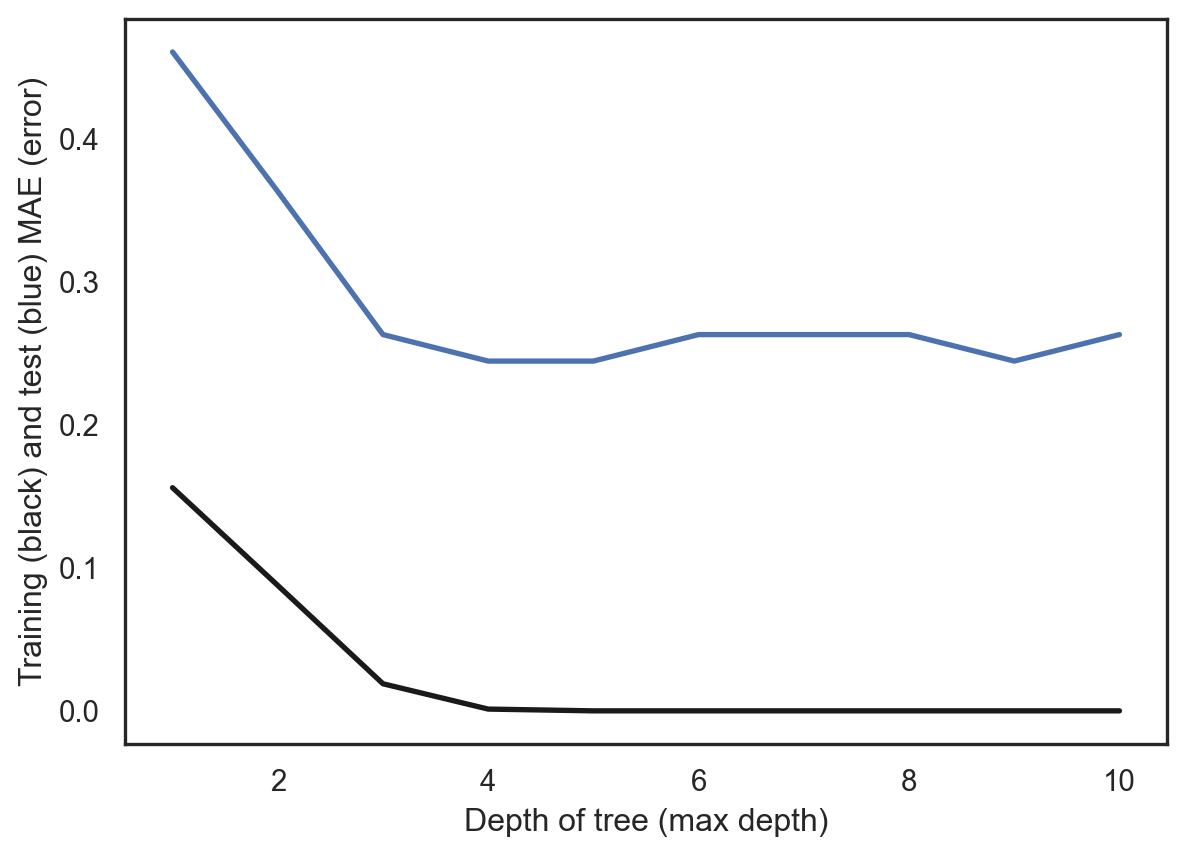 Training (black) and test (blue) MAE (error)
0.4
0.3
0.2
0.1
0.0
2 4 6 8 10
Depth of tree (max depth)